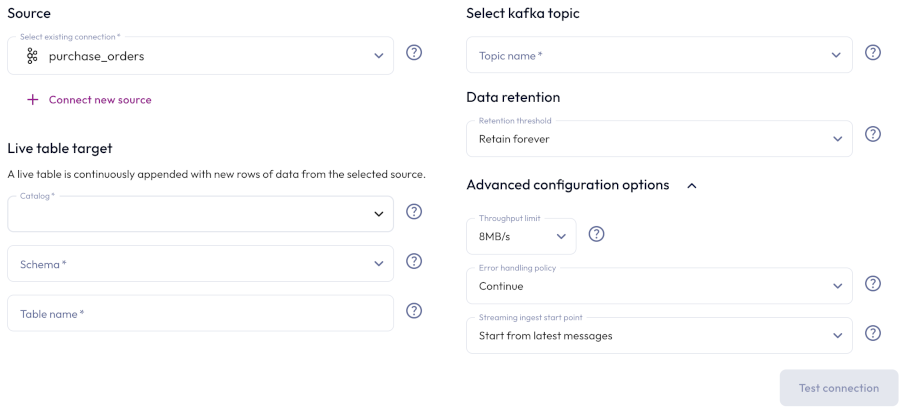 Source
Select existing connection *
purchase_orders
Connect new source
Live table target
A live table is continuously appended with new rows of data from the selected source.
Catalog *
Schema *
Table name *
Select kafka topic
Topic name *
Data retention
Retention threshold
Retain forever
Advanced configuration options
Throughput limit
8MB/s
Error handling policy
Continue
Streaming ingest start point
Start from latest messages
Test connection